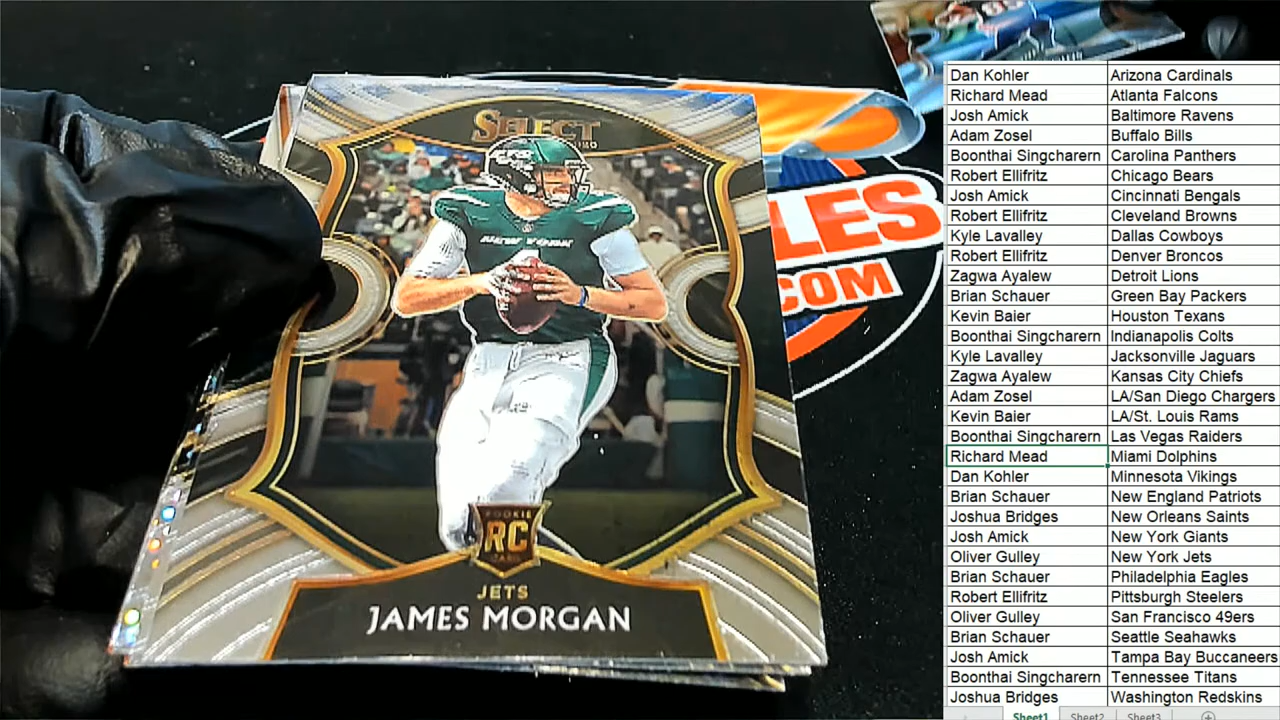 SELECT
NEW YORK
ROOKIE
RC
CARD
JETS
JAMES MORGAN
LES
COM
Dan Kohler Arizona Cardinals
Richard Mead Atlanta Falcons
Josh Amick Baltimore Ravens
Adam Zosel Buffalo Bills
Boonthai Singcharern Carolina Panthers
Robert Ellifritz Chicago Bears
Josh Amick Cincinnati Bengals
Robert Ellifritz Cleveland Browns
Kyle Lavalley Dallas Cowboys
Robert Ellifritz Denver Broncos
Zagwa Ayalew Detroit Lions
Brian Schauer Green Bay Packers
Kevin Baier Houston Texans
Boonthai Singcharern Indianapolis Colts
Kyle Lavalley Jacksonville Jaguars
Zagwa Ayalew Kansas City Chiefs
Adam Zosel LA/San Diego Chargers
Kevin Baier LA/St. Louis Rams
Boonthai Singcharern Las Vegas Raiders
Richard Mead Miami Dolphins
Dan Kohler Minnesota Vikings
Brian Schauer New England Patriots
Joshua Bridges New Orleans Saints
Josh Amick New York Giants
Oliver Gulley New York Jets
Brian Schauer Philadelphia Eagles
Robert Ellifritz Pittsburgh Steelers
Oliver Gulley San Francisco 49ers
Brian Schauer Seattle Seahawks
Josh Amick Tampa Bay Buccaneers
Boonthai Singcharern Tennessee Titans
Joshua Bridges Washington Redskins
Sheet1 Sheet2 Sheet3